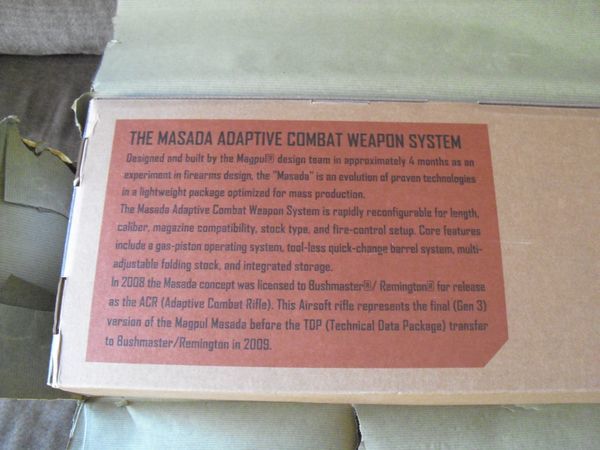 THE MASADA ADAPTIVE COMBAT WEAPON SYSTEM
Designed and built by the Magpul® design team in approximately 4 months as an
experiment in firearms design, the "Masada" is an evolution of proven technologies
in a lightweight package optimized for mass production.
The Masada Adaptive Combat Weapon System is rapidly reconfigurable for length,
caliber, magazine compatibility, stock type, and fire-control setup. Core features
include a gas-piston operating system, tool-less quick-change barrel system, multi-
adjustable folding stock, and integrated storage.
In 2008 the Masada concept was licensed to Bushmaster®/ Remington® for release
as the ACR (Adaptive Combat Rifle). This Airsoft rifle represents the final (Gen 3)
version of the Magpul Masada before the TDP (Technical Data Package) transfer
to Bushmaster/Remington in 2009.